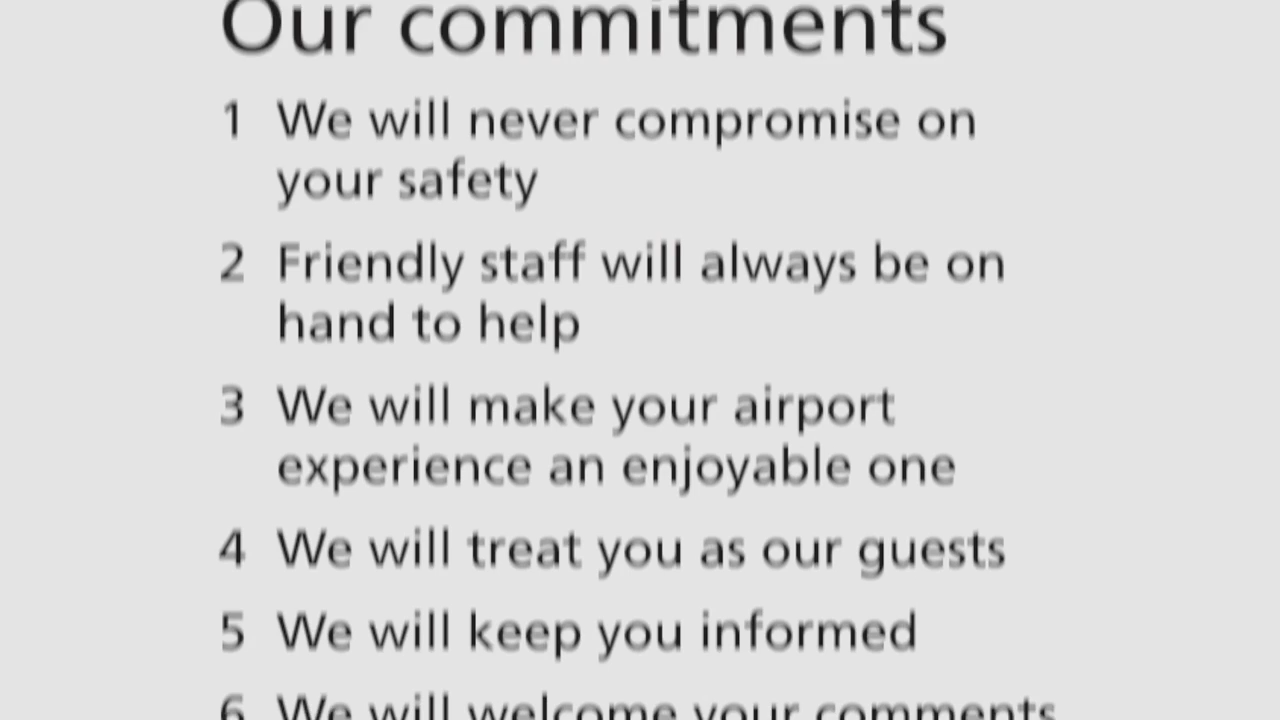 Our commitments
1 We will never compromise on
your safety
2 Friendly staff will always be on
hand to help
3 We will make your airport
experience an enjoyable one
4 We will treat you as our guests
5 We will keep you informed
6 We will welcome your comments